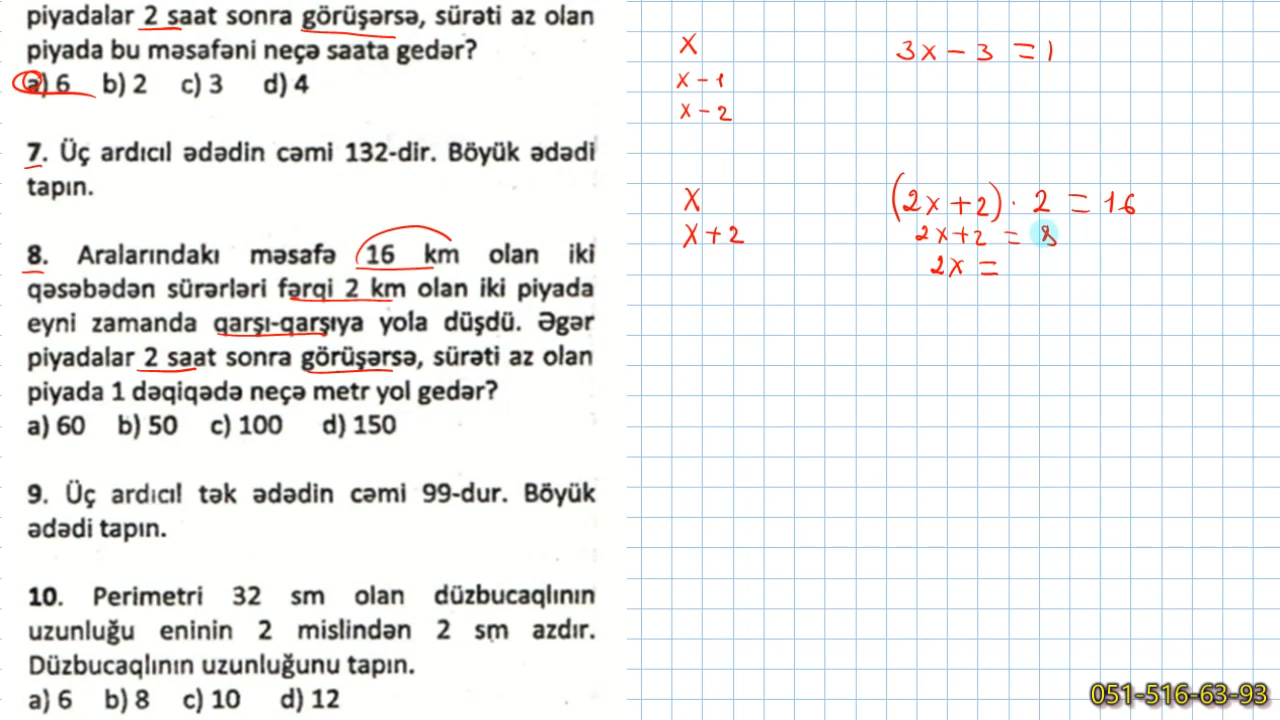 piyadalar 2 saat sonra görüşərsə, sürəti az olan
piyada bu məsafəni neçə saata gedər?
a) 6 b) 2 c) 3 d) 4
7. Üç ardıcıl ədədin cəmi 132-dir. Böyük ədədi
tapın.
8. Aralarındakı məsafə 16 km olan iki
qəsəbədən sürərləri fərqi 2 km olan iki piyada
eyni zamanda qarşı-qarşıya yola düşdü. Əgər
piyadalar 2 saat sonra görüşərsə, sürəti az olan
piyada 1 dəqiqədə neçə metr yol gedər?
a) 60 b) 50 c) 100 d) 150
9. Üç ardıcıl tək ədədin cəmi 99-dur. Böyük
ədədi tapın.
10. Perimetri 32 sm olan düzbucaqlının
uzunluğu eninin 2 mislindən 2 sm azdır.
Düzbucaqlının uzunluğunu tapın.
a) 6 b) 8 c) 10 d) 12
x
x - 1
x - 2
3x - 3 = 1
x
x + 2
(2x + 2) · 2 = 16
2x + 2 = 8
2x =
051-516-63-93